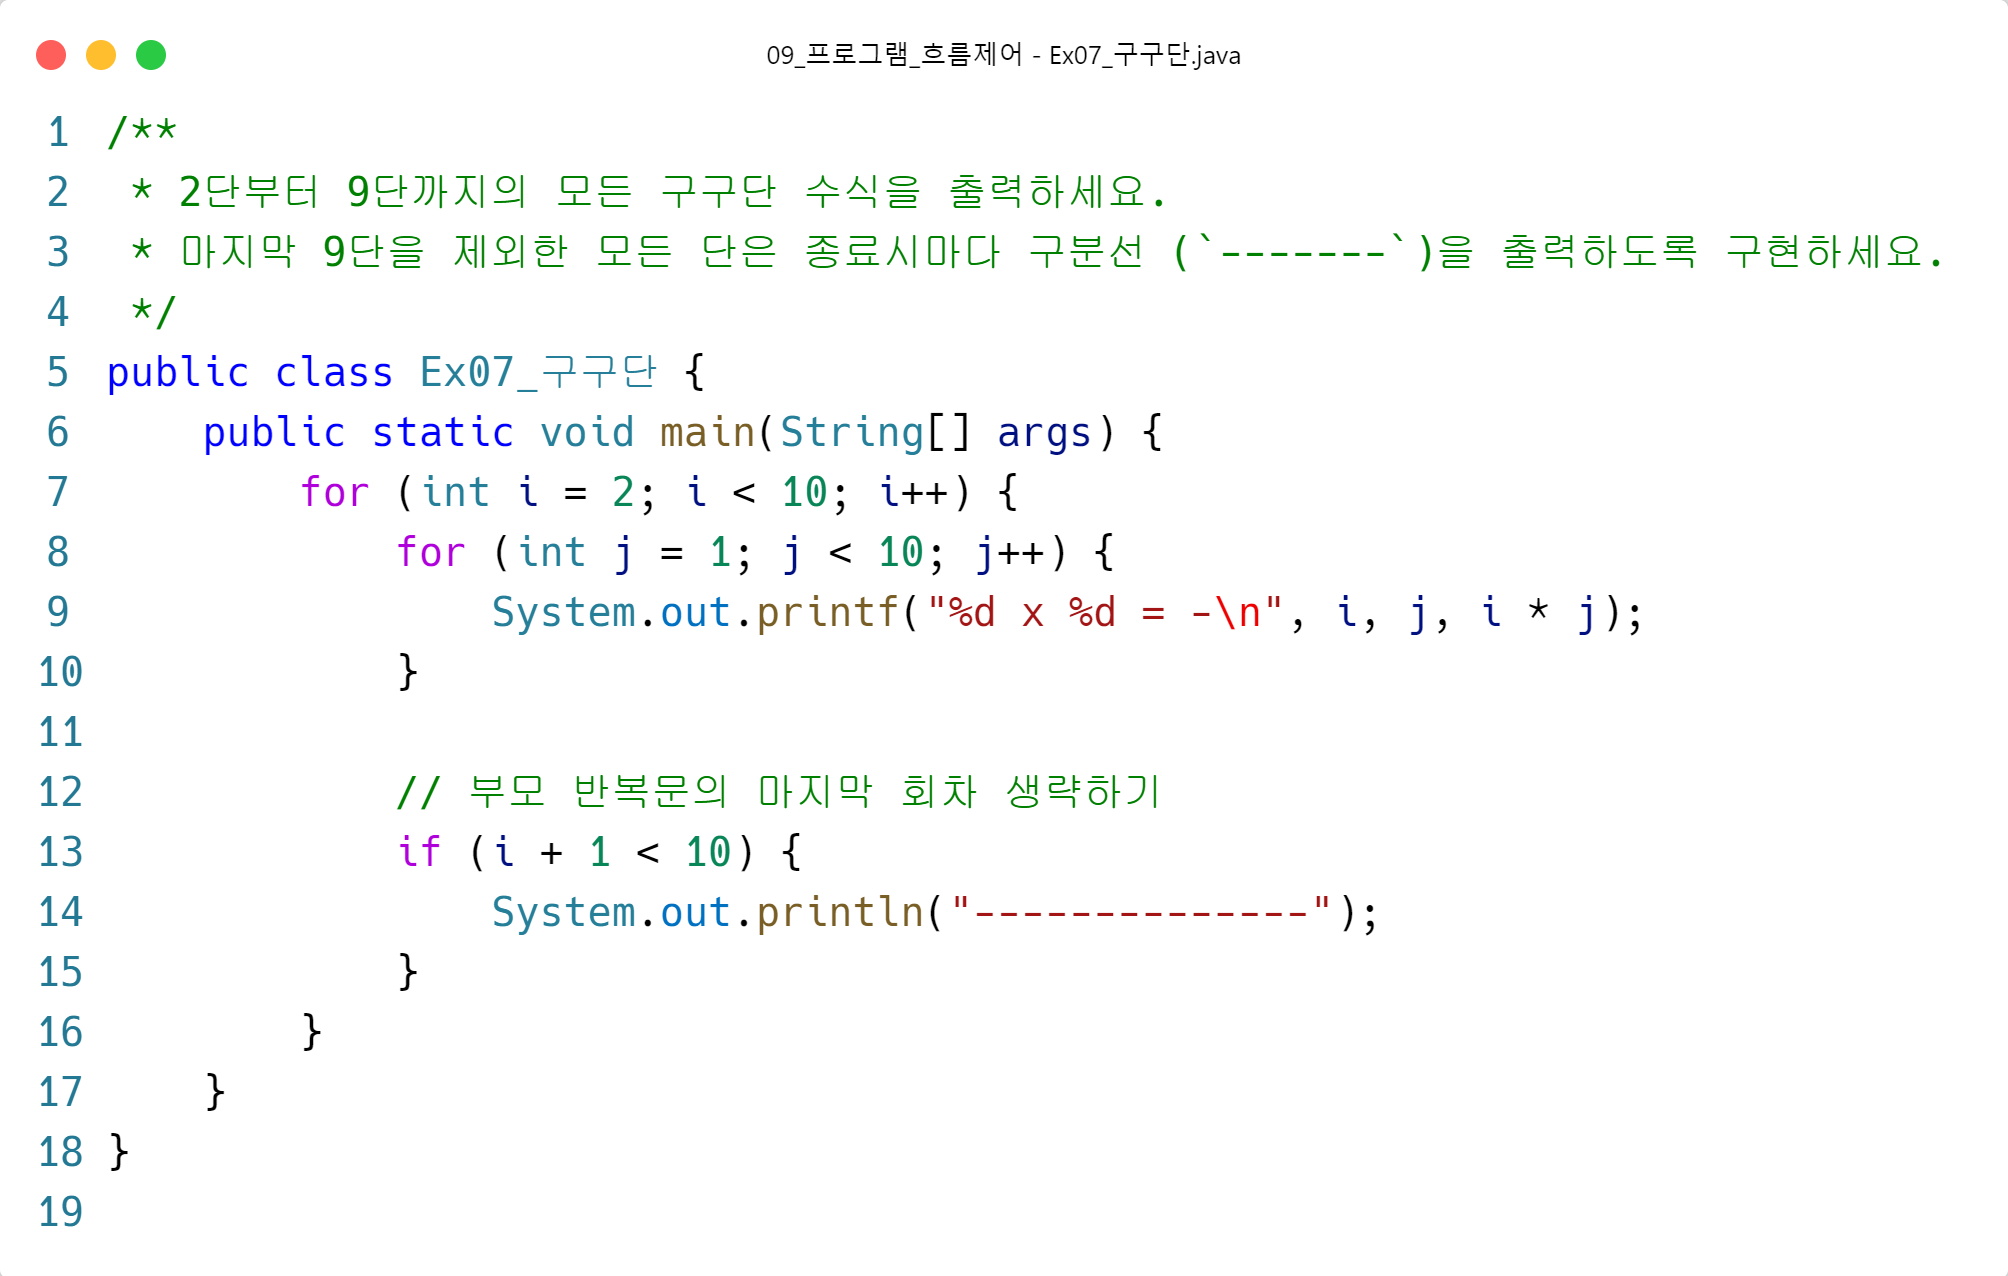 09_프로그램_흐름제어 - Ex07_구구단.java
1 /**
2  * 2단부터 9단까지의 모든 구구단 수식을 출력하세요.
3  * 마지막 9단을 제외한 모든 단은 종료시마다 구분선 (`-------`)을 출력하도록 구현하세요.
4  */
5 public class Ex07_구구단 {
6     public static void main(String[] args) {
7         for (int i = 2; i < 10; i++) {
8             for (int j = 1; j < 10; j++) {
9                 System.out.printf("%d x %d = -\n", i, j, i * j);
10             }
11
12             // 부모 반복문의 마지막 회차 생략하기
13             if (i + 1 < 10) {
14                 System.out.println("--------------");
15             }
16         }
17     }
18 }
19